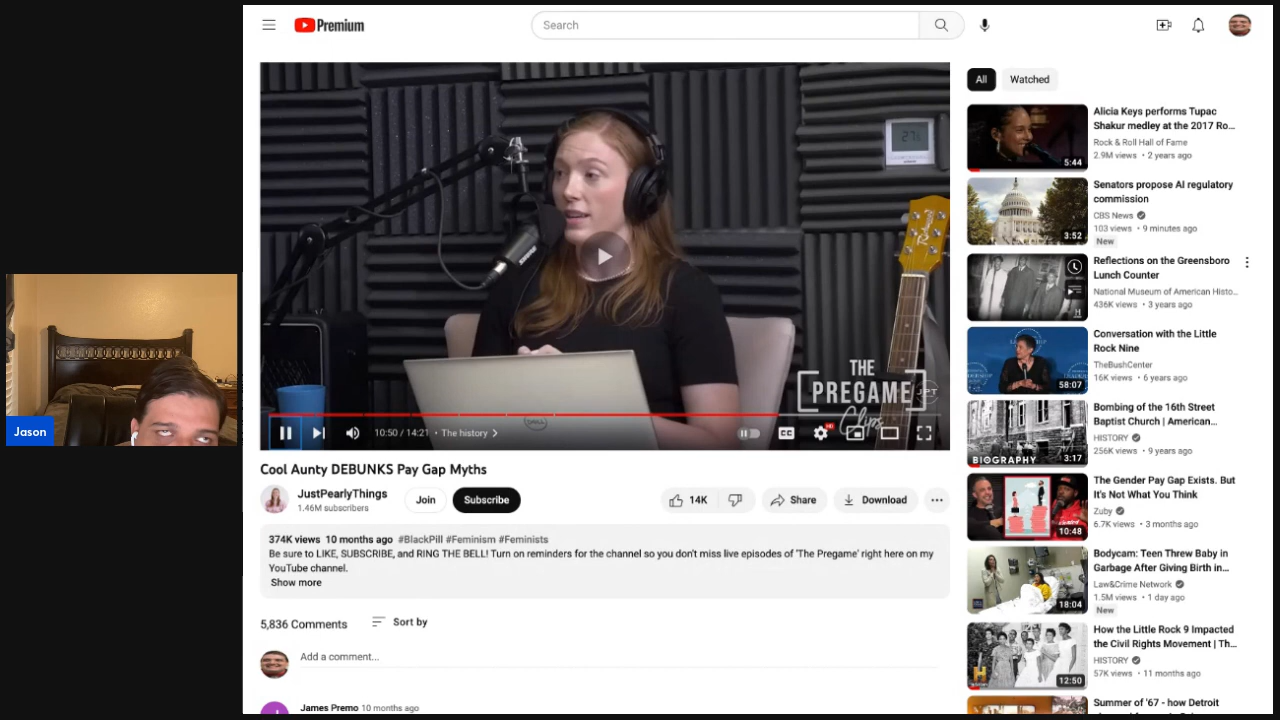 Premium
Search
All
Watched
THE
PREGAME
JPT
Clips
10:50 / 14:21 • The history
CC
HD
Cool Aunty DEBUNKS Pay Gap Myths
JustPearlyThings
1.46M subscribers
Join
Subscribe
14K
Share
Download
374K views 10 months ago #BlackPill #Feminism #Feminists
Be sure to LIKE, SUBSCRIBE, and RING THE BELL! Turn on reminders for the channel so you don't miss live episodes of 'The Pregame' right here on my
YouTube channel.
Show more
5,836 Comments
Sort by
Add a comment...
James Premo 10 months ago
Jason
5:44
Alicia Keys performs Tupac
Shakur medley at the 2017 Ro...
Rock & Roll Hall of Fame
2.9M views • 2 years ago
3:52
Senators propose AI regulatory
commission
CBS News
103 views • 9 minutes ago
New
Reflections on the Greensboro
Lunch Counter
National Museum of American Histo...
436K views • 3 years ago
58:07
Conversation with the Little
Rock Nine
TheBushCenter
16K views • 6 years ago
BIOGRAPHY
3:17
Bombing of the 16th Street
Baptist Church | American...
HISTORY
256K views • 9 years ago
10:48
The Gender Pay Gap Exists. But
It's Not What You Think
Zuby
6.7K views • 3 months ago
18:04
Bodycam: Teen Threw Baby in
Garbage After Giving Birth in...
Law&Crime Network
1.5M views • 1 day ago
New
12:50
How the Little Rock 9 Impacted
the Civil Rights Movement | Th...
HISTORY
57K views • 11 months ago
Summer of '67 - how Detroit